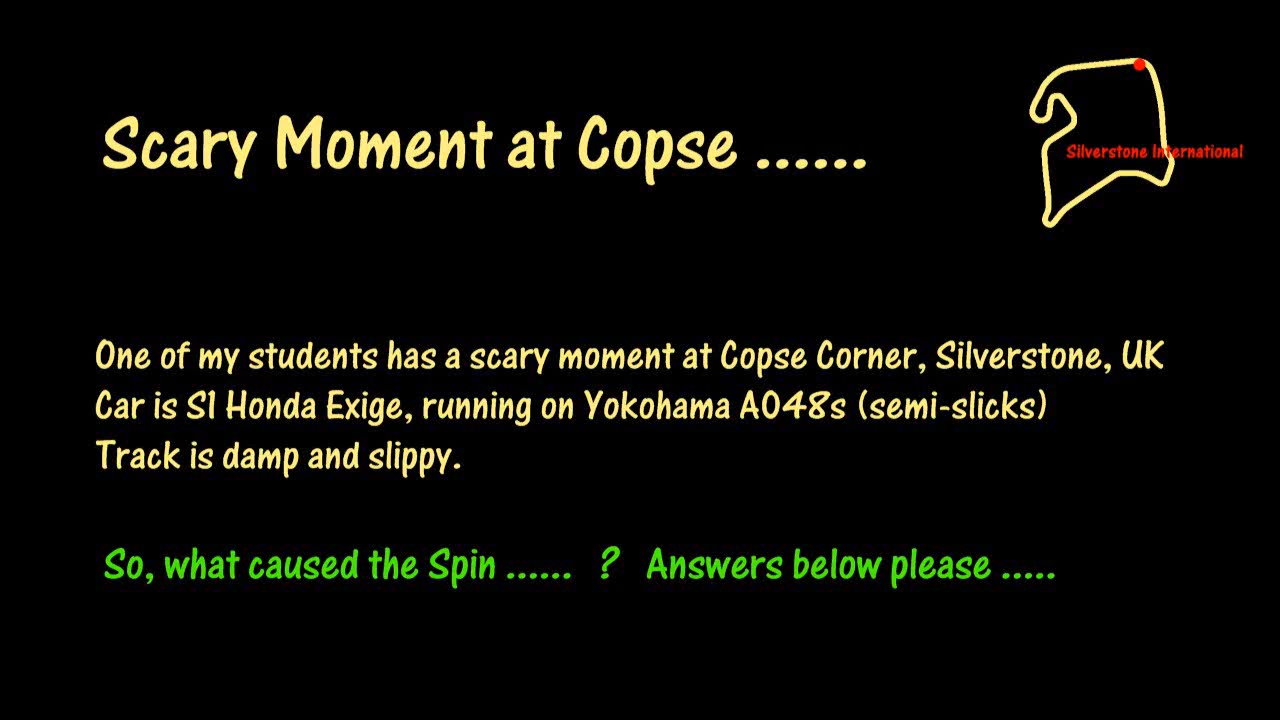 Scary Moment at Copse ......
Silverstone International
One of my students has a scary moment at Copse Corner, Silverstone, UK
Car is S1 Honda Exige, running on Yokohama A048s (semi-slicks)
Track is damp and slippy.
So, what caused the Spin ...... ? Answers below please .....